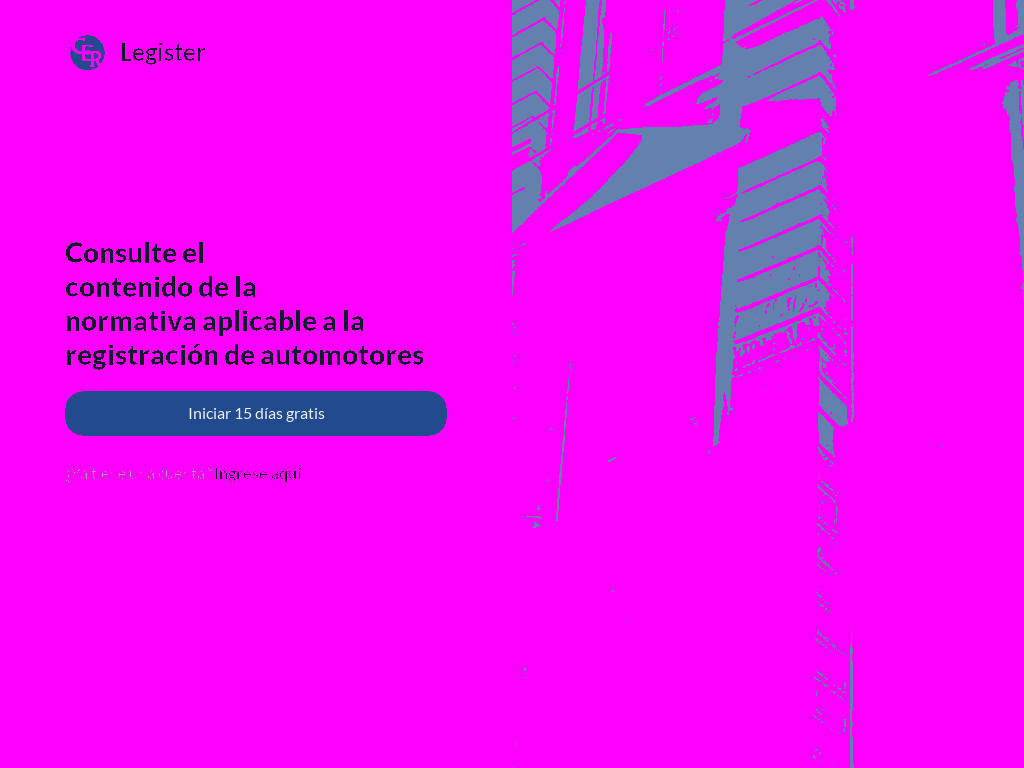 Legister
Consulte el
contenido de la
normativa aplicable a la
registración de automotores
Iniciar 15 días gratis
¿Ya tiene una cuenta? Ingrese aquí